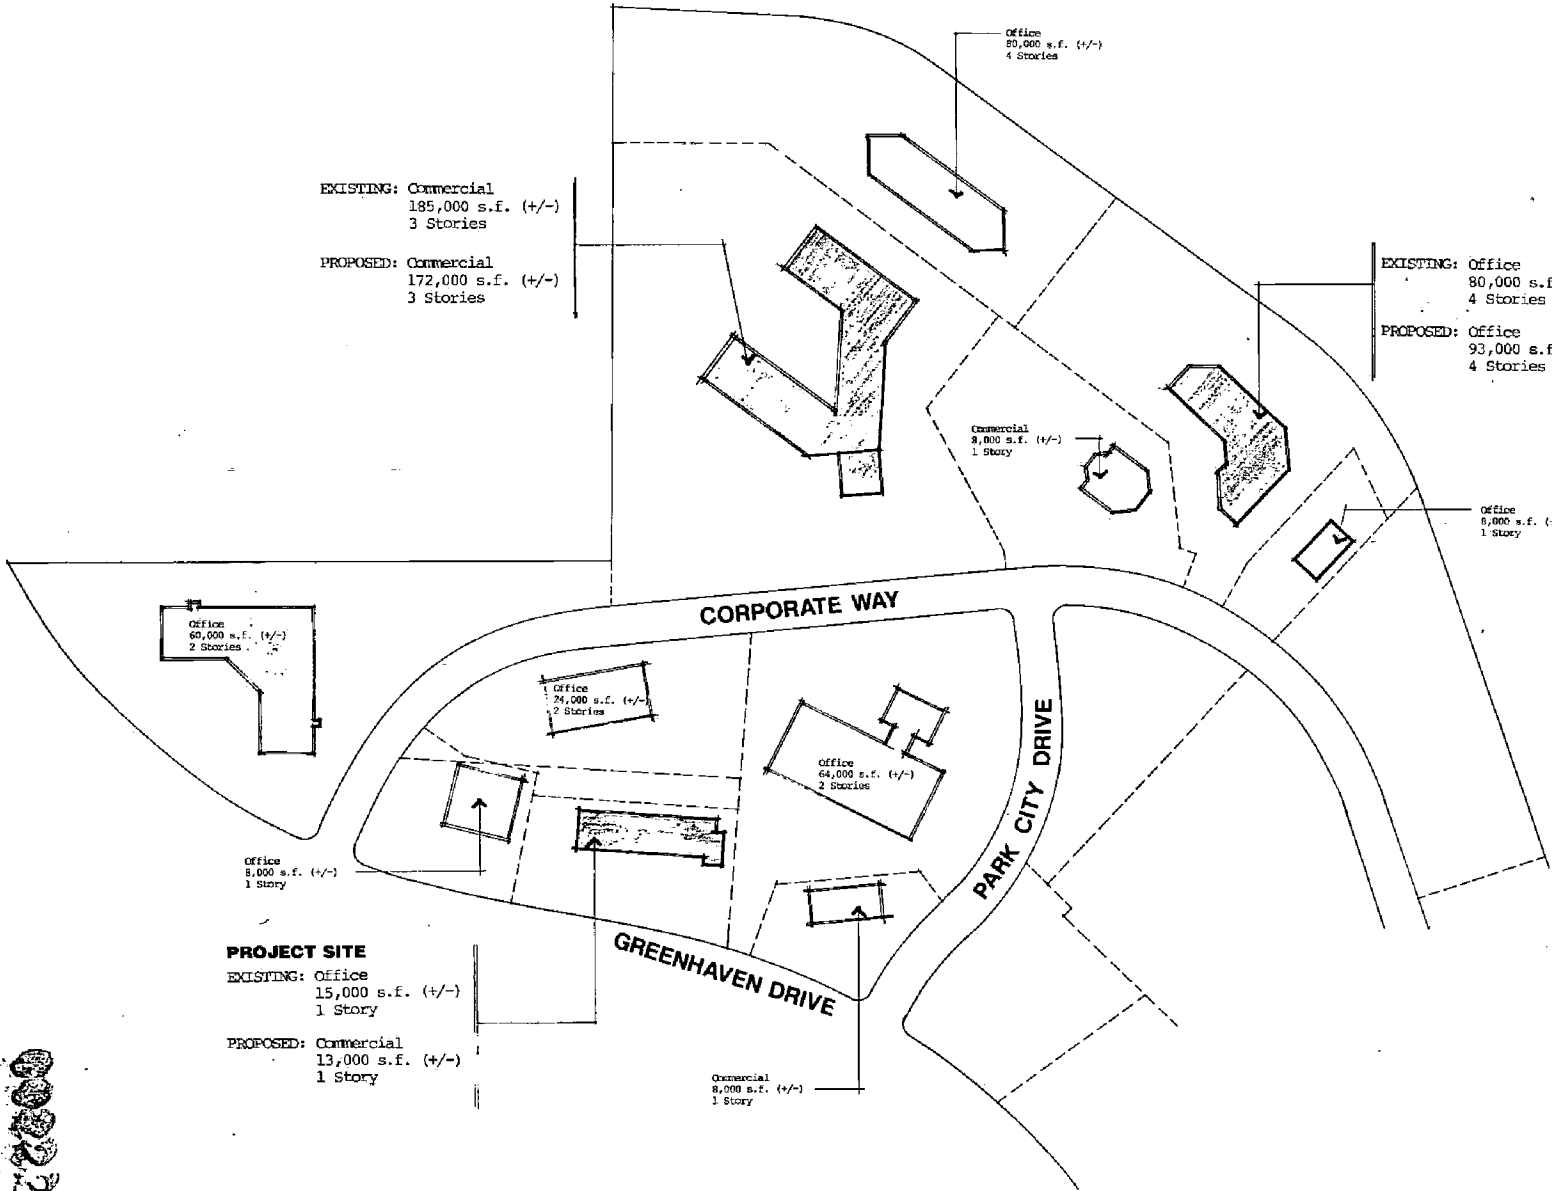 Office
80,000 s.f. (+/-)
4 Stories
EXISTING: Commercial
185,000 s.f. (+/-)
3 Stories
PROPOSED: Commercial
172,000 s.f. (+/-)
3 Stories
EXISTING: Office
80,000 s.f
4 Stories
PROPOSED: Office
93,000 s.f
4 Stories
Commercial
8,000 s.f. (+/-)
1 Story
Office
8,000 s.f. (
1 Story
CORPORATE WAY
Office
60,000 s.f. (+/-)
2 Stories
Office
24,000 s.f. (+/-)
2 Stories
Office
64,000 s.f. (+/-)
2 Stories
PARK CITY DRIVE
Office
8,000 s.f. (+/-)
1 Story
GREENHAVEN DRIVE
PROJECT SITE
EXISTING: Office
15,000 s.f. (+/-)
1 Story
PROPOSED: Commercial
13,000 s.f. (+/-)
1 Story
Commercial
8,000 s.f. (+/-)
1 Story